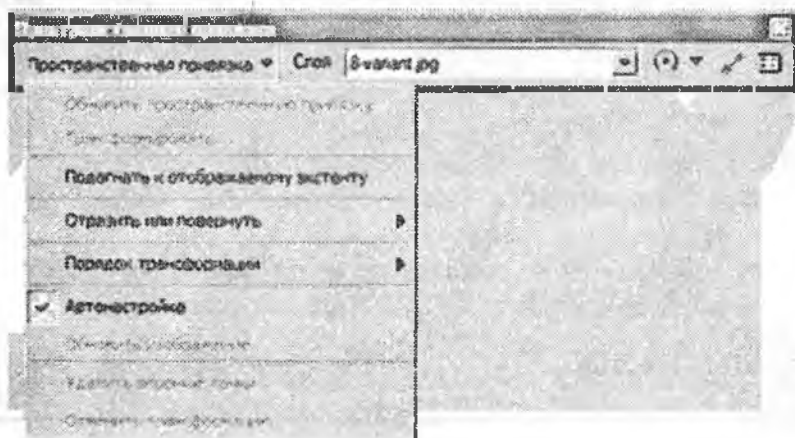 Пространственная привязка Слой 8-variant.jpg
Обновить пространственную привязку
Трансформировать
Подогнать к отображаемому экстенту
Отразить или повернуть
Порядок трансформации
Автонастройка
Обновить изображение
Удалить опорные точки
Отменить трансформацию